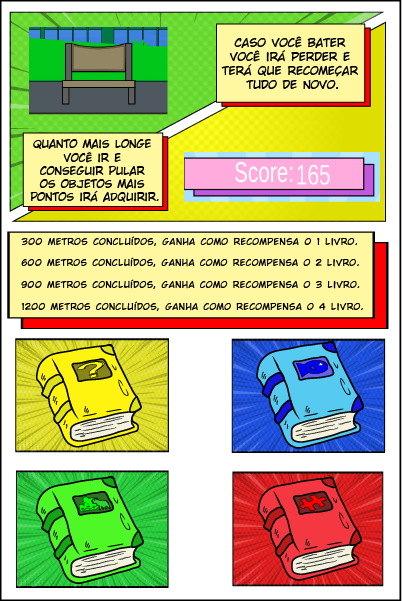 CASO VOCÊ BATER
VOCÊ IRÁ PERDER E
TERÁ QUE RECOMEÇAR
TUDO DE NOVO.
QUANTO MAIS LONGE
VOCÊ IR E
CONSEGUIR PULAR
OS OBJETOS MAIS
PONTOS IRÁ ADQUIRIR.
Score:165
300 METROS CONCLUÍDOS, GANHA COMO RECOMPENSA O 1 LIVRO.
600 METROS CONCLUÍDOS, GANHA COMO RECOMPENSA O 2 LIVRO.
900 METROS CONCLUÍDOS, GANHA COMO RECOMPENSA O 3 LIVRO.
1200 METROS CONCLUÍDOS, GANHA COMO RECOMPENSA O 4 LIVRO.
?